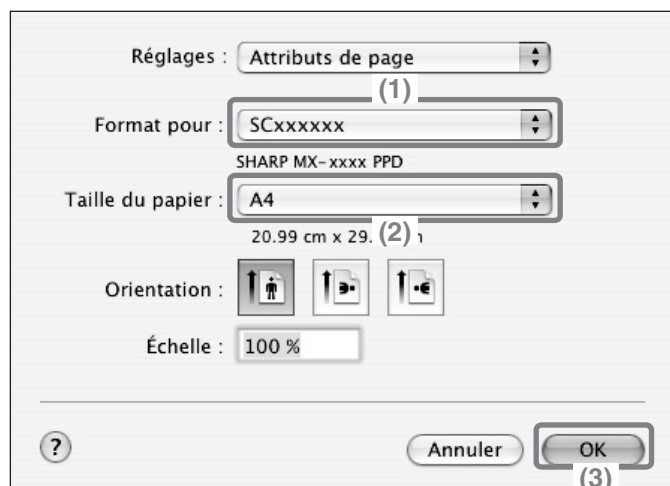 Réglages : Attributs de page
(1)
Format pour : SCxxxxxx
SHARP MX-xxxx PPD
Taille du papier : A4
20.99 cm x 29. (2)
Orientation :
Échelle : 100 %
? Annuler OK
(3)